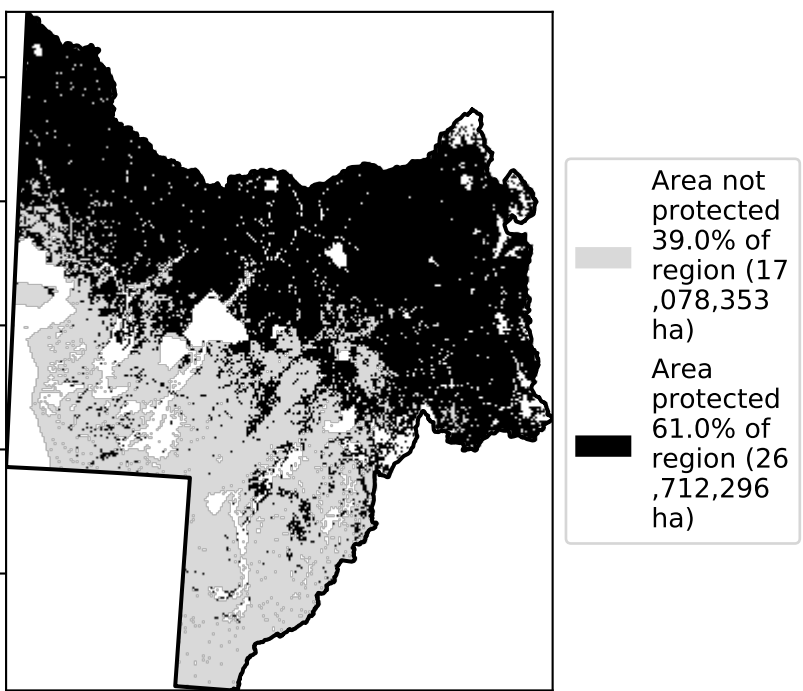 Area not
protected
39.0% of
region (17
,078,353
ha)
Area
protected
61.0% of
region (26
,712,296
ha)